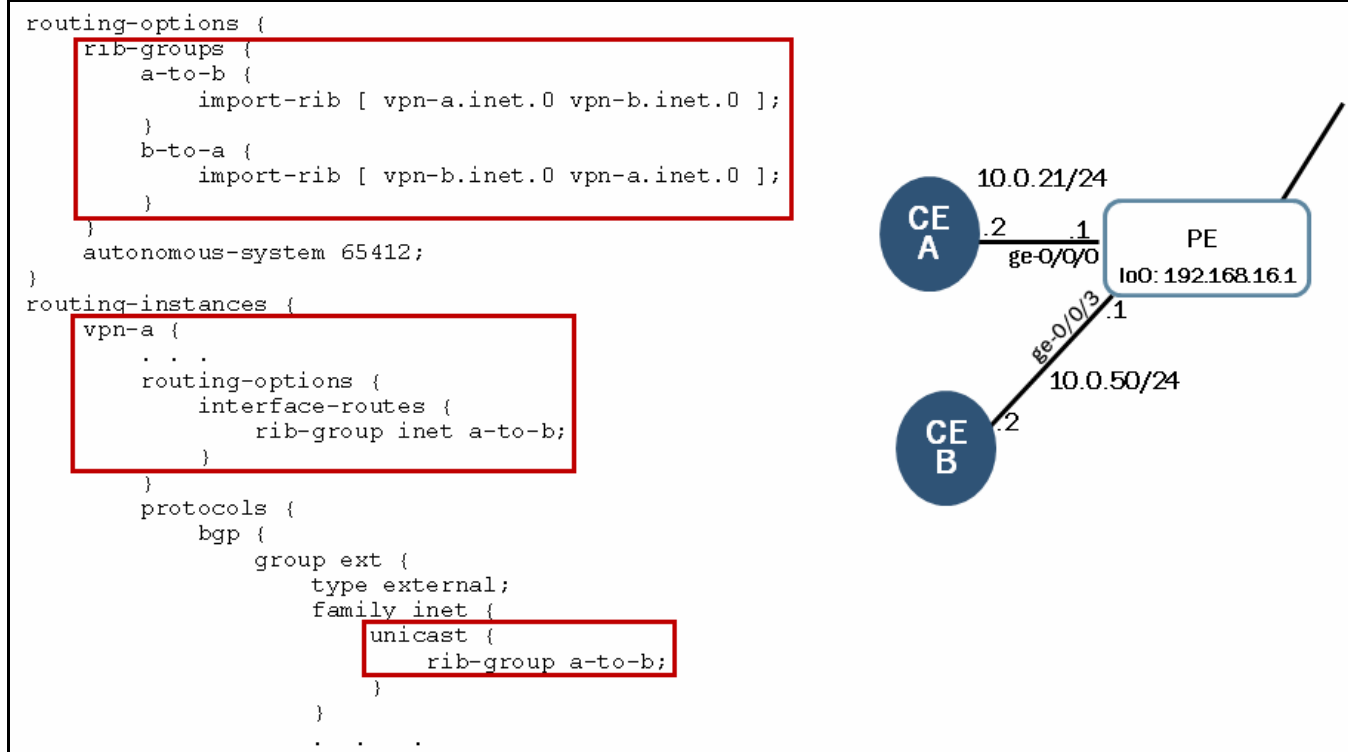 routing-options {
rib-groups {
a-to-b {
import-rib [ vpn-a.inet.0 vpn-b.inet.0 ];
}
b-to-a {
import-rib [ vpn-b.inet.0 vpn-a.inet.0 ];
}
}
autonomous-system 65412;
}
routing-instances {
vpn-a {
. . .
routing-options {
interface-routes {
rib-group inet a-to-b;
}
}
protocols {
bgp {
group ext {
type external;
family inet {
unicast {
rib-group a-to-b;
}
}
. . .
10.0.21/24
CE
A
.2
.1
ge-0/0/0
PE
lo0: 192.168.16.1
ge-0/0/3
.1
10.0.50/24
.2
CE
B